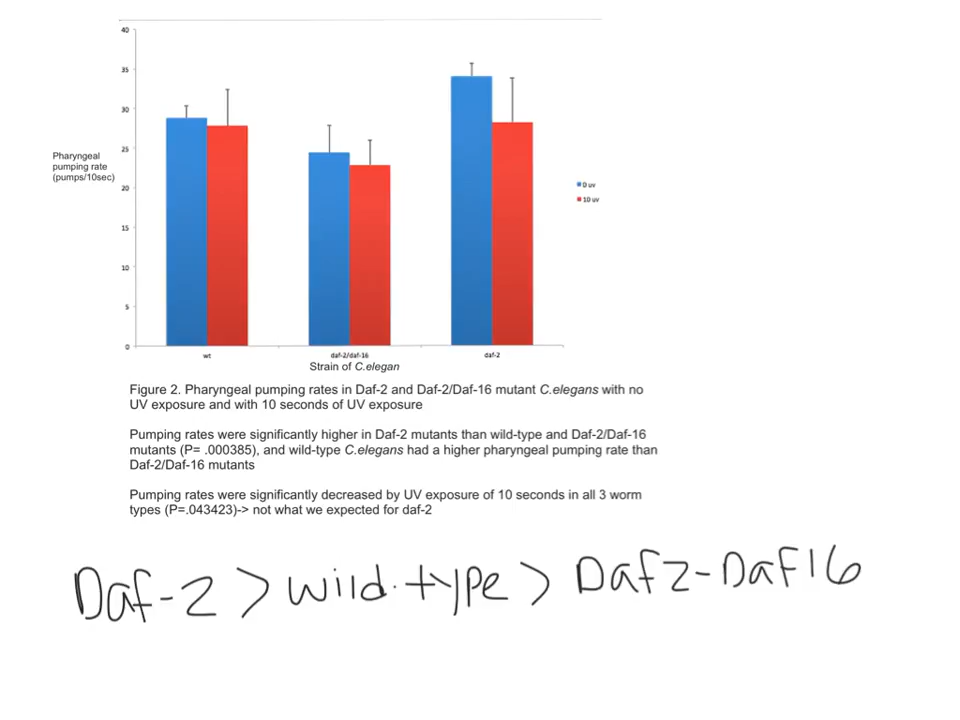 40
35
30
25
20
15
10
5
0
Pharyngeal
pumping rate
(pumps/10sec)
0 uv
10 uv
wt daf-2/daf-16 daf-2
Strain of C.elegan
Figure 2. Pharyngeal pumping rates in Daf-2 and Daf-2/Daf-16 mutant C.elegans with no
UV exposure and with 10 seconds of UV exposure
Pumping rates were significantly higher in Daf-2 mutants than wild-type and Daf-2/Daf-16
mutants (P= .000385), and wild-type C.elegans had a higher pharyngeal pumping rate than
Daf-2/Daf-16 mutants
Pumping rates were significantly decreased by UV exposure of 10 seconds in all 3 worm
types (P=.043423)-> not what we expected for daf-2
Daf-2 > wild-type > Daf2-Daf16